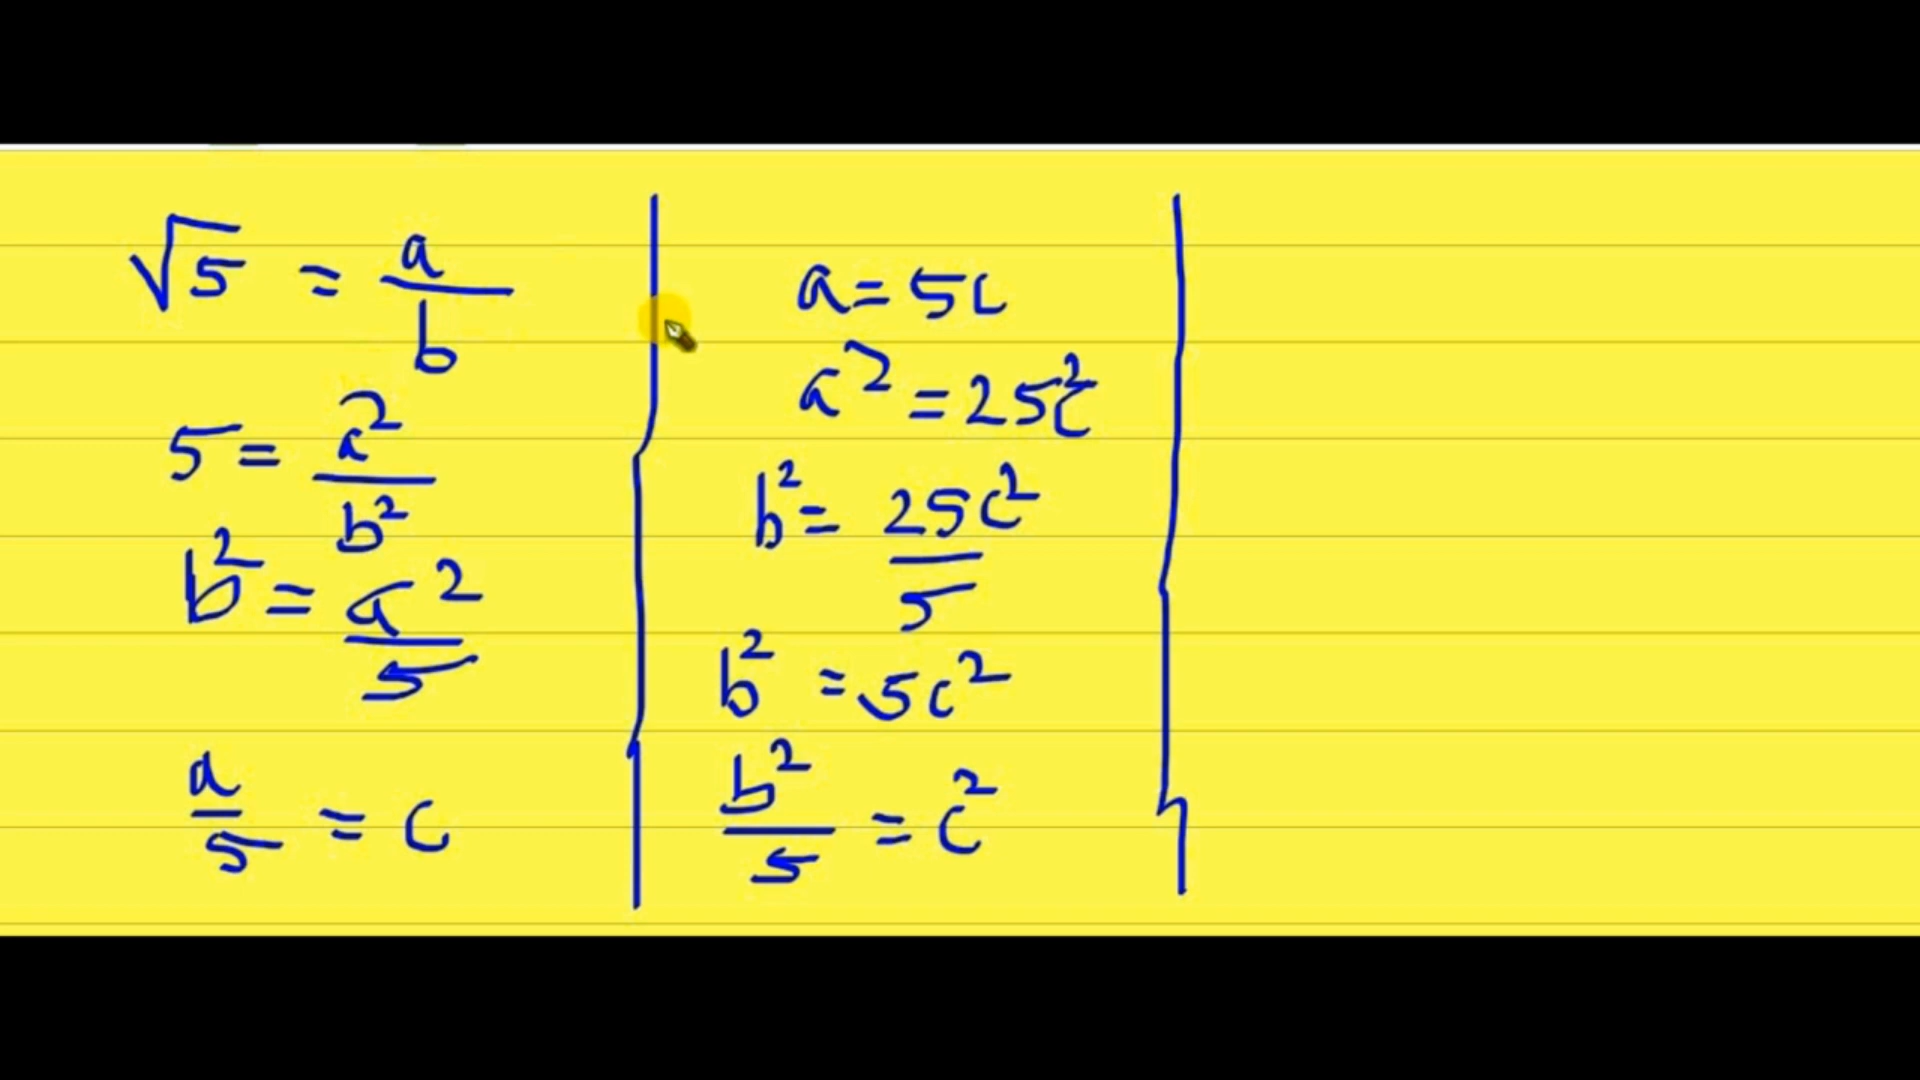 √5 = a/b
5 = a²/b²
b² = a²/5
a/5 = c
a = 5c
a² = 25c²
b² = 25c²/5
b² = 5c²
b²/5 = c²